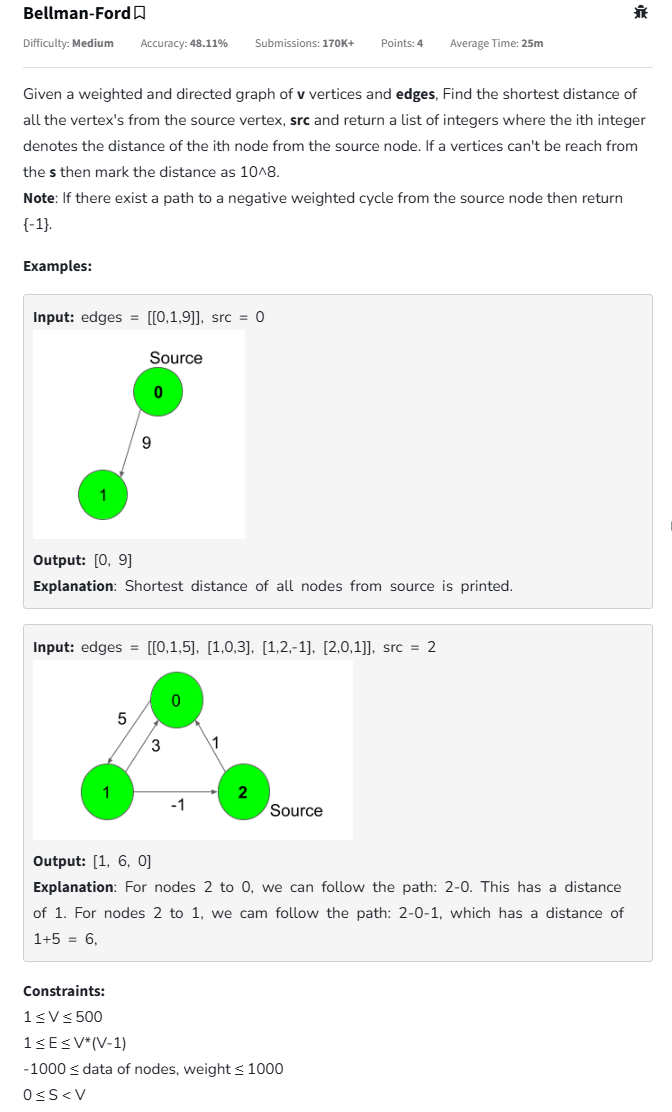 Bellman-Ford
Difficulty: Medium Accuracy: 48.11% Submissions: 170K+ Points: 4 Average Time: 25m
Given a weighted and directed graph of v vertices and edges, Find the shortest distance of
all the vertex's from the source vertex, src and return a list of integers where the ith integer
denotes the distance of the ith node from the source node. If a vertices can't be reach from
the s then mark the distance as 10^8.
Note: If there exist a path to a negative weighted cycle from the source node then return
{-1}.
Examples:
Input: edges = [[0,1,9]], src = 0
Source
0
9
1
Output: [0, 9]
Explanation: Shortest distance of all nodes from source is printed.
Input: edges = [[0,1,5], [1,0,3], [1,2,-1], [2,0,1]], src = 2
0
5
3
1
1
2
-1
Source
Output: [1, 6, 0]
Explanation: For nodes 2 to 0, we can follow the path: 2-0. This has a distance
of 1. For nodes 2 to 1, we cam follow the path: 2-0-1, which has a distance of
1+5 = 6,
Constraints:
1 ≤ V ≤ 500
1 ≤ E ≤ V*(V-1)
-1000 ≤ data of nodes, weight ≤ 1000
0 ≤ S < V